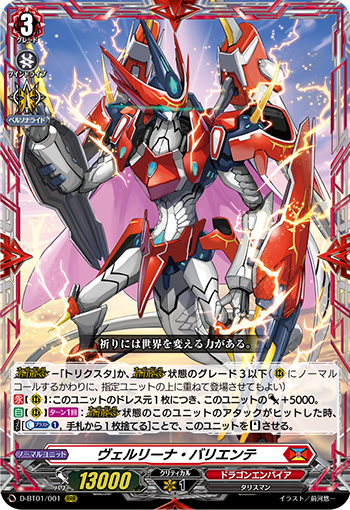 3
グレード
ツインドライブ
ペルソナライド
祈りには世界を変える力がある。
-「トリクスタ」か、
状態のグレード3以下(
にノーマル
コールするかわりに、指定ユニットの上に重ねて登場させてもよい)
永
:このユニットのドレス元1枚につき、このユニットの
+5000。
自
ターン1回
:
状態のこのユニットのアタックがヒットした時、
、手札から1枚捨てる]ことで、このユニットを
する。
ノーマルユニット
ヴェルリーナ・バリエンテ
パワー
13000
クリティカル
1
ドラゴンエンパイア
タリスマン
D-BT01/001
RRR
イラスト/前河悠一